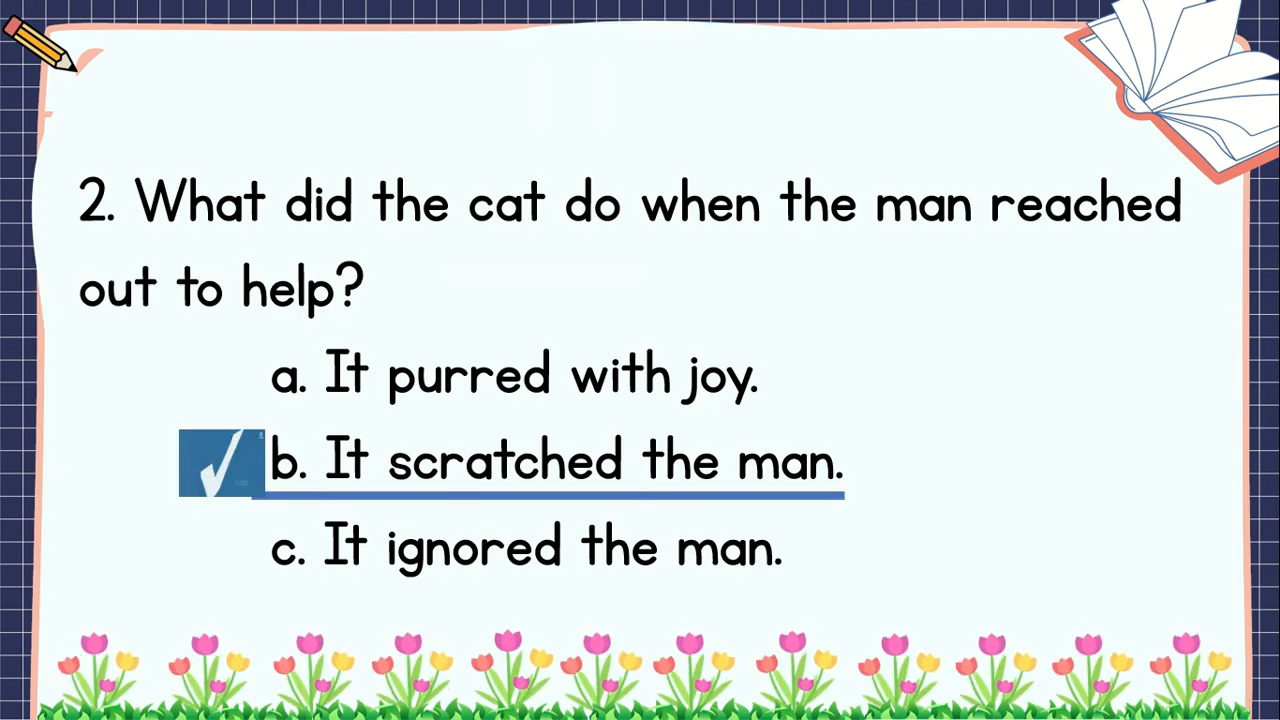 2. What did the cat do when the man reached
out to help?
a. It purred with joy.
b. It scratched the man.
c. It ignored the man.